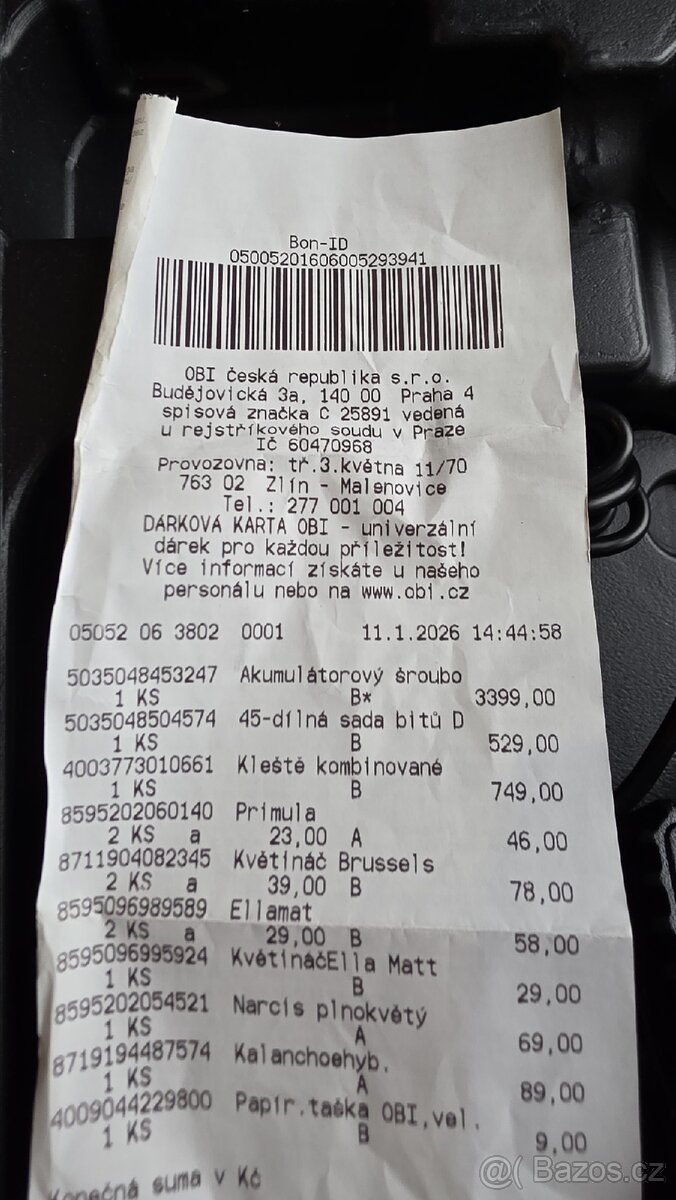 Bon-ID
05005201606005293941
OBI Česká republika s.r.o.
Budějovická 3a, 140 00 Praha 4
spisová značka C 25891 vedená
u rejstříkového soudu v Praze
IČ 60470968
Provozovna: tř.3.května 11/70
763 02 Zlín - Malenovice
Tel.: 277 001 004
DÁRKOVÁ KARTA OBI - univerzální
dárek pro každou příležitost!
Více informací získáte u našeho
personálu nebo na www.obi.cz
05052 06 3802 0001 11.1.2026 14:44:58
5035048453247 Akumulátorový šroubo
1 KS B* 3399,00
5035048504574 45-dílná sada bitů D
1 KS B 529,00
4003773010661 Kleště kombinované
1 KS B 749,00
8595202060140 Primula
2 KS a 23,00 A 46,00
8711904082345 Květináč Brussels
2 KS a 39,00 B 78,00
8595096989589 Ellamat
2 KS a 29,00 B 58,00
8595096995924 KvětináčElla Matt
1 KS B 29,00
8595202054521 Narcis plnokvětý
1 KS A 69,00
8719194487574 Kalanchoehyb.
1 KS A 89,00
4009044229800 Papír.taška OBI,vel.
1 KS B 9,00
Konečná suma v Kč
@( Bazos.cz